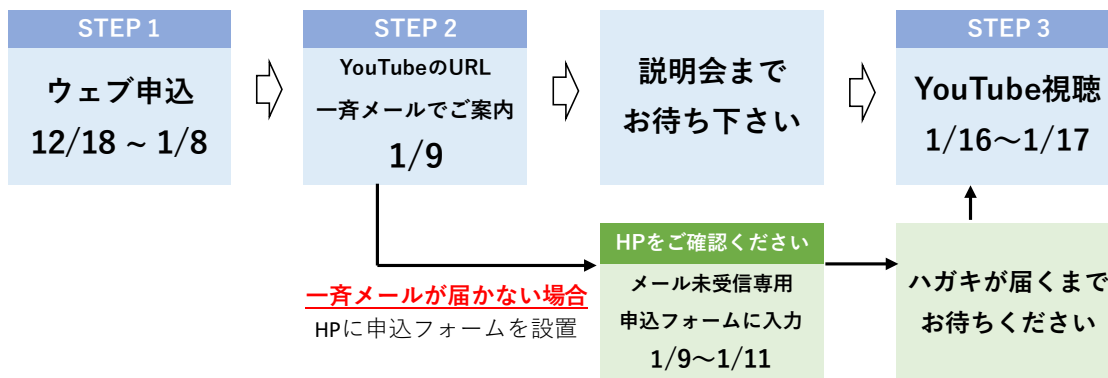 STEP 1
ウェブ申込
12/18 ~ 1/8
STEP 2
YouTubeのURL
一斉メールでご案内
1/9
説明会まで
お待ち下さい
STEP 3
YouTube視聴
1/16～1/17
一斉メールが届かない場合
HPに申込フォームを設置
HPをご確認ください
メール未受信専用
申込フォームに入力
1/9～1/11
ハガキが届くまで
お待ちください